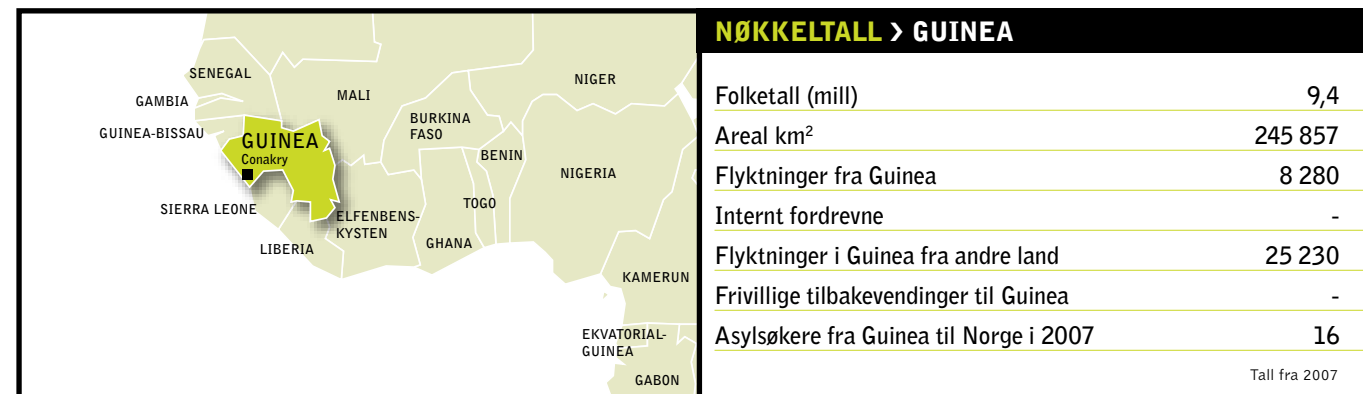 SENEGAL
GAMBIA
GUINEA-BISSAU
GUINEA
Conakry
SIERRA LEONE
LIBERIA
MALI
BURKINA
FASO
NIGER
BENIN
NIGERIA
TOGO
ELFENBENS-
KYSTEN
GHANA
KAMERUN
EKVATORIAL-
GUINEA
GABON
NØKKELTALL > GUINEA
Folketall (mill) 9,4
Areal km² 245 857
Flyktninger fra Guinea 8 280
Internt fordrevne -
Flyktninger i Guinea fra andre land 25 230
Frivillige tilbakevendinger til Guinea -
Asylsøkere fra Guinea til Norge i 2007 16
Tall fra 2007